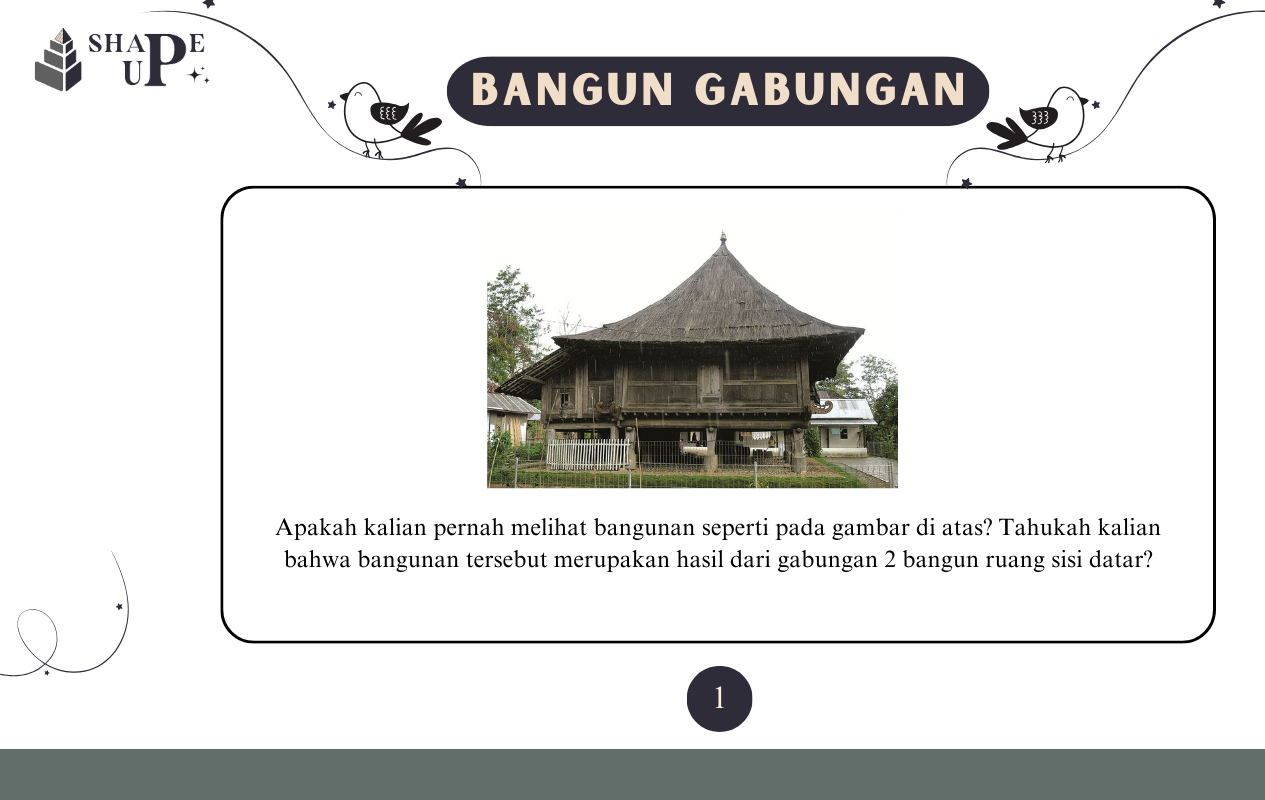 SHAPE
UP
BANGUN GABUNGAN
Apakah kalian pernah melihat bangunan seperti pada gambar di atas? Tahukah kalian
bahwa bangunan tersebut merupakan hasil dari gabungan 2 bangun ruang sisi datar?
1